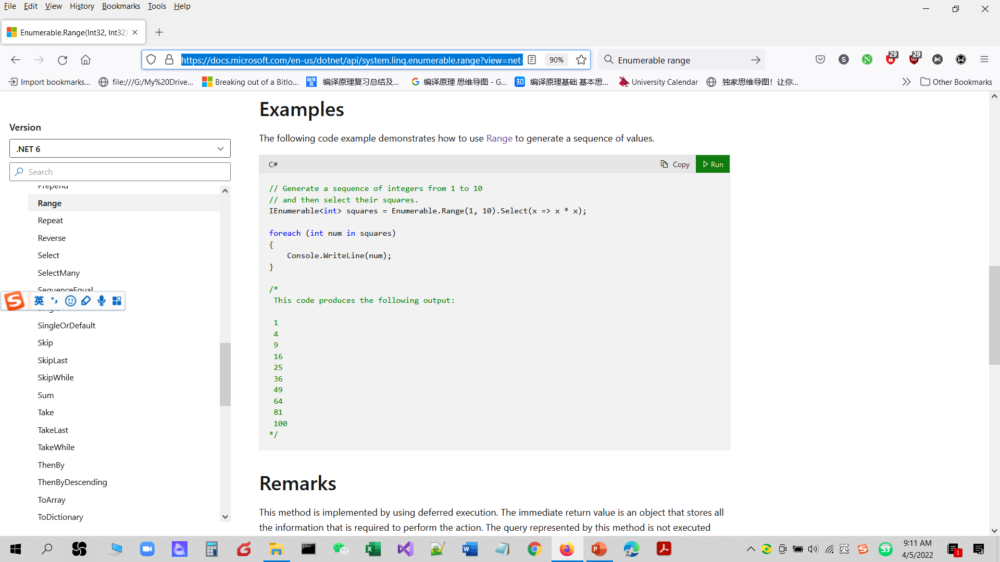 File Edit View History Bookmarks Tools Help
Enumerable.Range(Int32, Int32)
https://docs.microsoft.com/en-us/dotnet/api/system.linq.enumerable.range?view=net-
90%
Enumerable range
S
N
29
29
Import bookmarks...
file:///G:/My%20Drive...
Breaking out of a Bitlo...
程序员
编译原理复习总结及...
编译原理 思维导图 - G...
知
编译原理基础 基本思...
University Calendar
独家思维导图！让你...
Other Bookmarks
Version
.NET 6
Search
Prepend
Range
Repeat
Reverse
Select
SelectMany
SequenceEqual
英
Single
SingleOrDefault
Skip
SkipLast
SkipWhile
Sum
Take
TakeLast
TakeWhile
ThenBy
ThenByDescending
ToArray
ToDictionary
Examples
The following code example demonstrates how to use Range to generate a sequence of values.
C#
Copy
Run
// Generate a sequence of integers from 1 to 10
// and then select their squares.
IEnumerable<int> squares = Enumerable.Range(1, 10).Select(x => x * x);
foreach (int num in squares)
{
Console.WriteLine(num);
}
/*
This code produces the following output:
1
4
9
16
25
36
49
64
81
100
*/
Remarks
This method is implemented by using deferred execution. The immediate return value is an object that stores all
the information that is required to perform the action. The query represented by this method is not executed
英
53
9:11 AM
4/5/2022
1